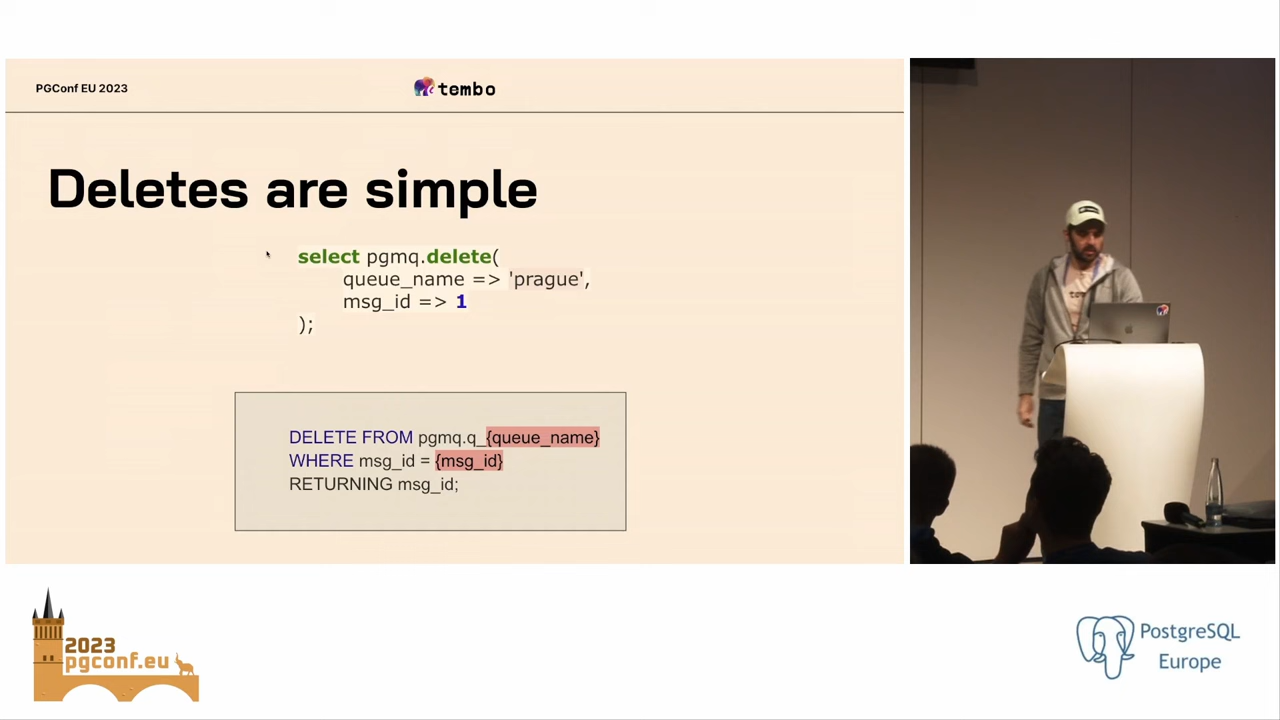 PGConf EU 2023
tembo
Deletes are simple
select pgmq.delete(
queue_name => 'prague',
msg_id => 1
);
DELETE FROM pgmq.q_{queue_name}
WHERE msg_id = {msg_id}
RETURNING msg_id;
2023
pgconf.eu
PostgreSQL
Europe